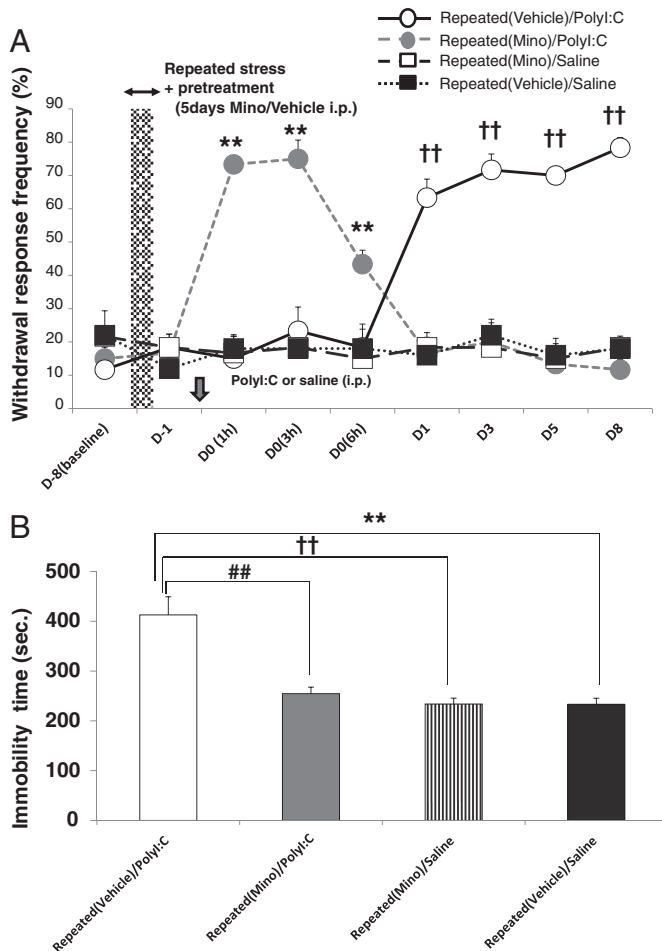 A
Repeated(Vehicle)/PolyI:C
Repeated(Mino)/PolyI:C
Repeated(Mino)/Saline
Repeated(Vehicle)/Saline
Repeated stress
+ pretreatment
(5days Mino/Vehicle i.p.)
Withdrawal response frequency (%)
90
80
70
60
50
40
30
20
10
0
**
**
**
††
††
††
††
PolyI:C or saline (i.p.)
D-8(baseline)
D-1
D0 (1h)
D0(3h)
D0(6h)
D1
D3
D5
D8
B
**
††
##
Immobility time (sec.)
500
400
300
200
100
0
Repeated(Vehicle)/PolyI:C
Repeated(Mino)/PolyI:C
Repeated(Mino)/Saline
Repeated(Vehicle)/Saline